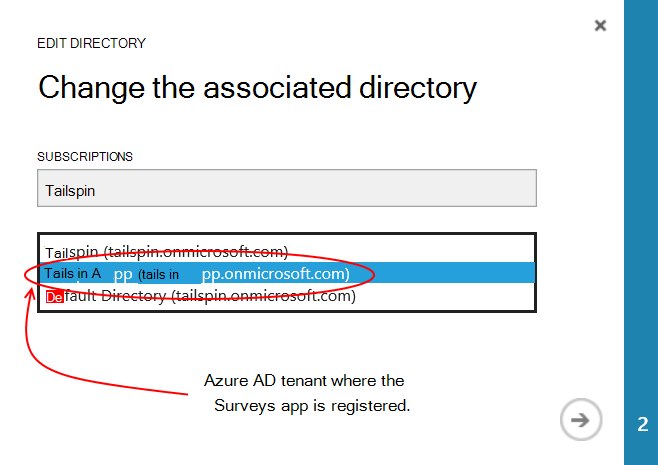 EDIT DIRECTORY
Change the associated directory
SUBSCRIPTIONS
Tailspin
Tailspin (tailspin.onmicrosoft.com)
Tails in A pp (tails in pp.onmicrosoft.com)
Default Directory (tailspin.onmicrosoft.com)
Azure AD tenant where the
Surveys app is registered.
2